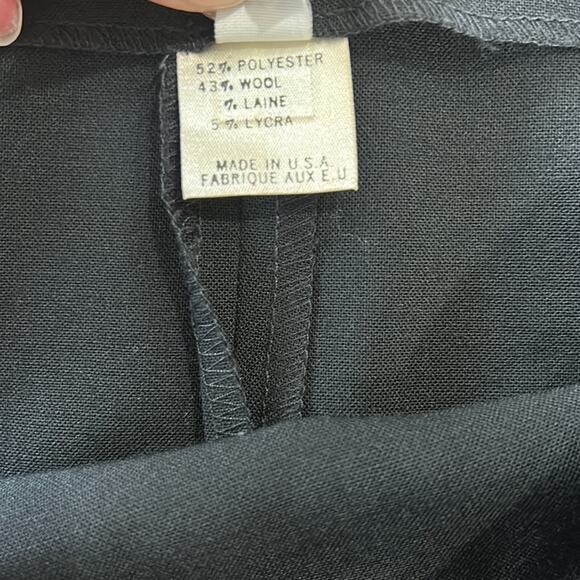 52% POLYESTER
43% WOOL
% LAINE
5% LYCRA
MADE IN U.S.A.
FABRIQUE AUX E.U